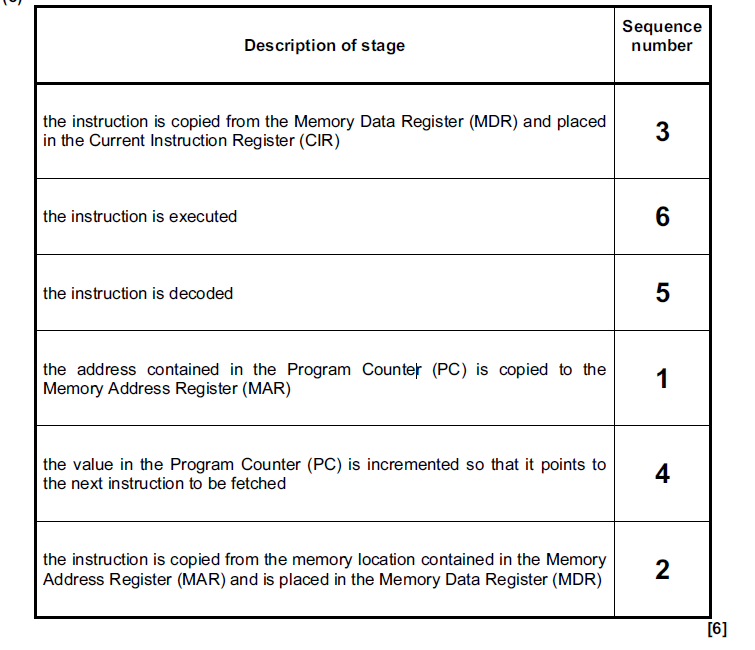 (c)
Description of stage
Sequence
number
the instruction is copied from the Memory Data Register (MDR) and placed
in the Current Instruction Register (CIR)
3
the instruction is executed
6
the instruction is decoded
5
the address contained in the Program Counter (PC) is copied to the
Memory Address Register (MAR)
1
the value in the Program Counter (PC) is incremented so that it points to
the next instruction to be fetched
4
the instruction is copied from the memory location contained in the Memory
Address Register (MAR) and is placed in the Memory Data Register (MDR)
2
[6]